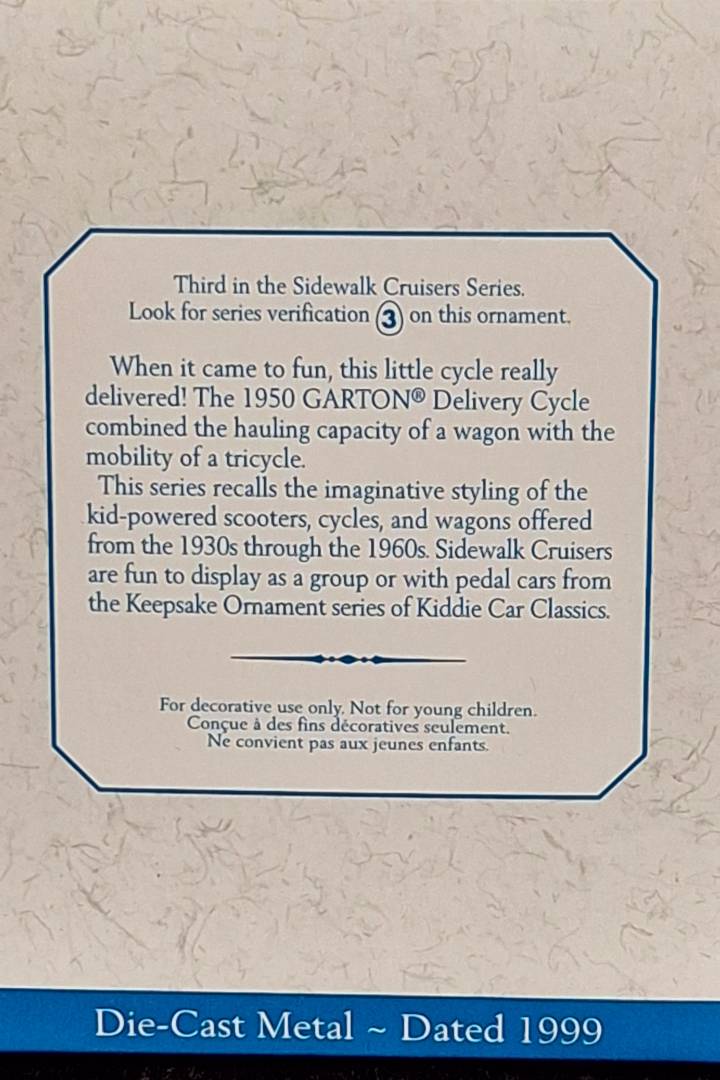 Third in the Sidewalk Cruisers Series.
Look for series verification 3 on this ornament.
When it came to fun, this little cycle really
delivered! The 1950 GARTON® Delivery Cycle
combined the hauling capacity of a wagon with the
mobility of a tricycle.
This series recalls the imaginative styling of the
kid-powered scooters, cycles, and wagons offered
from the 1930s through the 1960s. Sidewalk Cruisers
are fun to display as a group or with pedal cars from
the Keepsake Ornament series of Kiddie Car Classics.
For decorative use only. Not for young children.
Conçue à des fins décoratives seulement.
Ne convient pas aux jeunes enfants.
Die-Cast Metal ~ Dated 1999